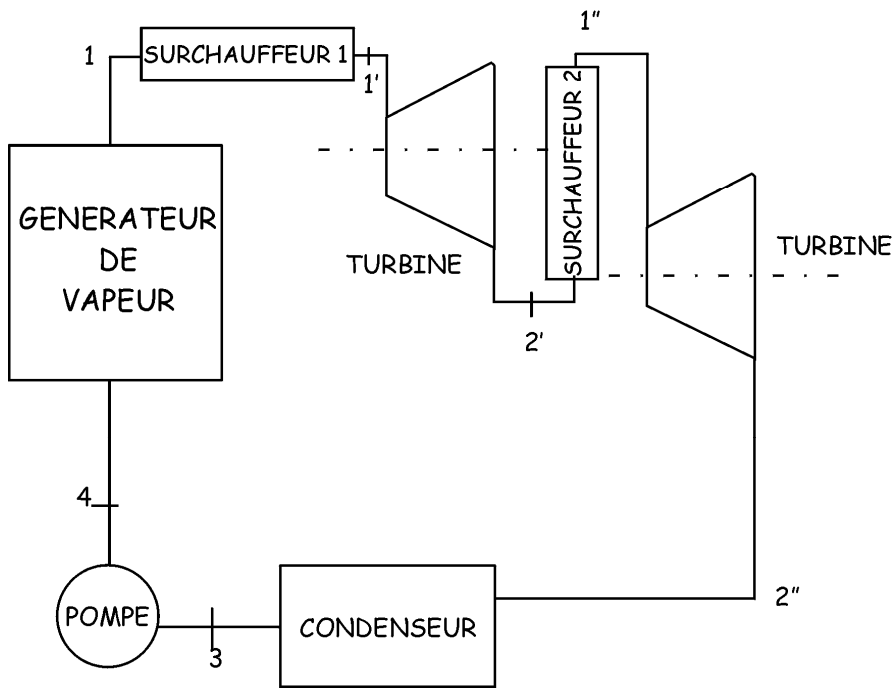 1"
1
SURCHAUFFEUR 1
1'
SURCHAUFFEUR 2
GENERATEUR
DE
VAPEUR
TURBINE
TURBINE
2'
4
2"
POMPE
CONDENSEUR
3